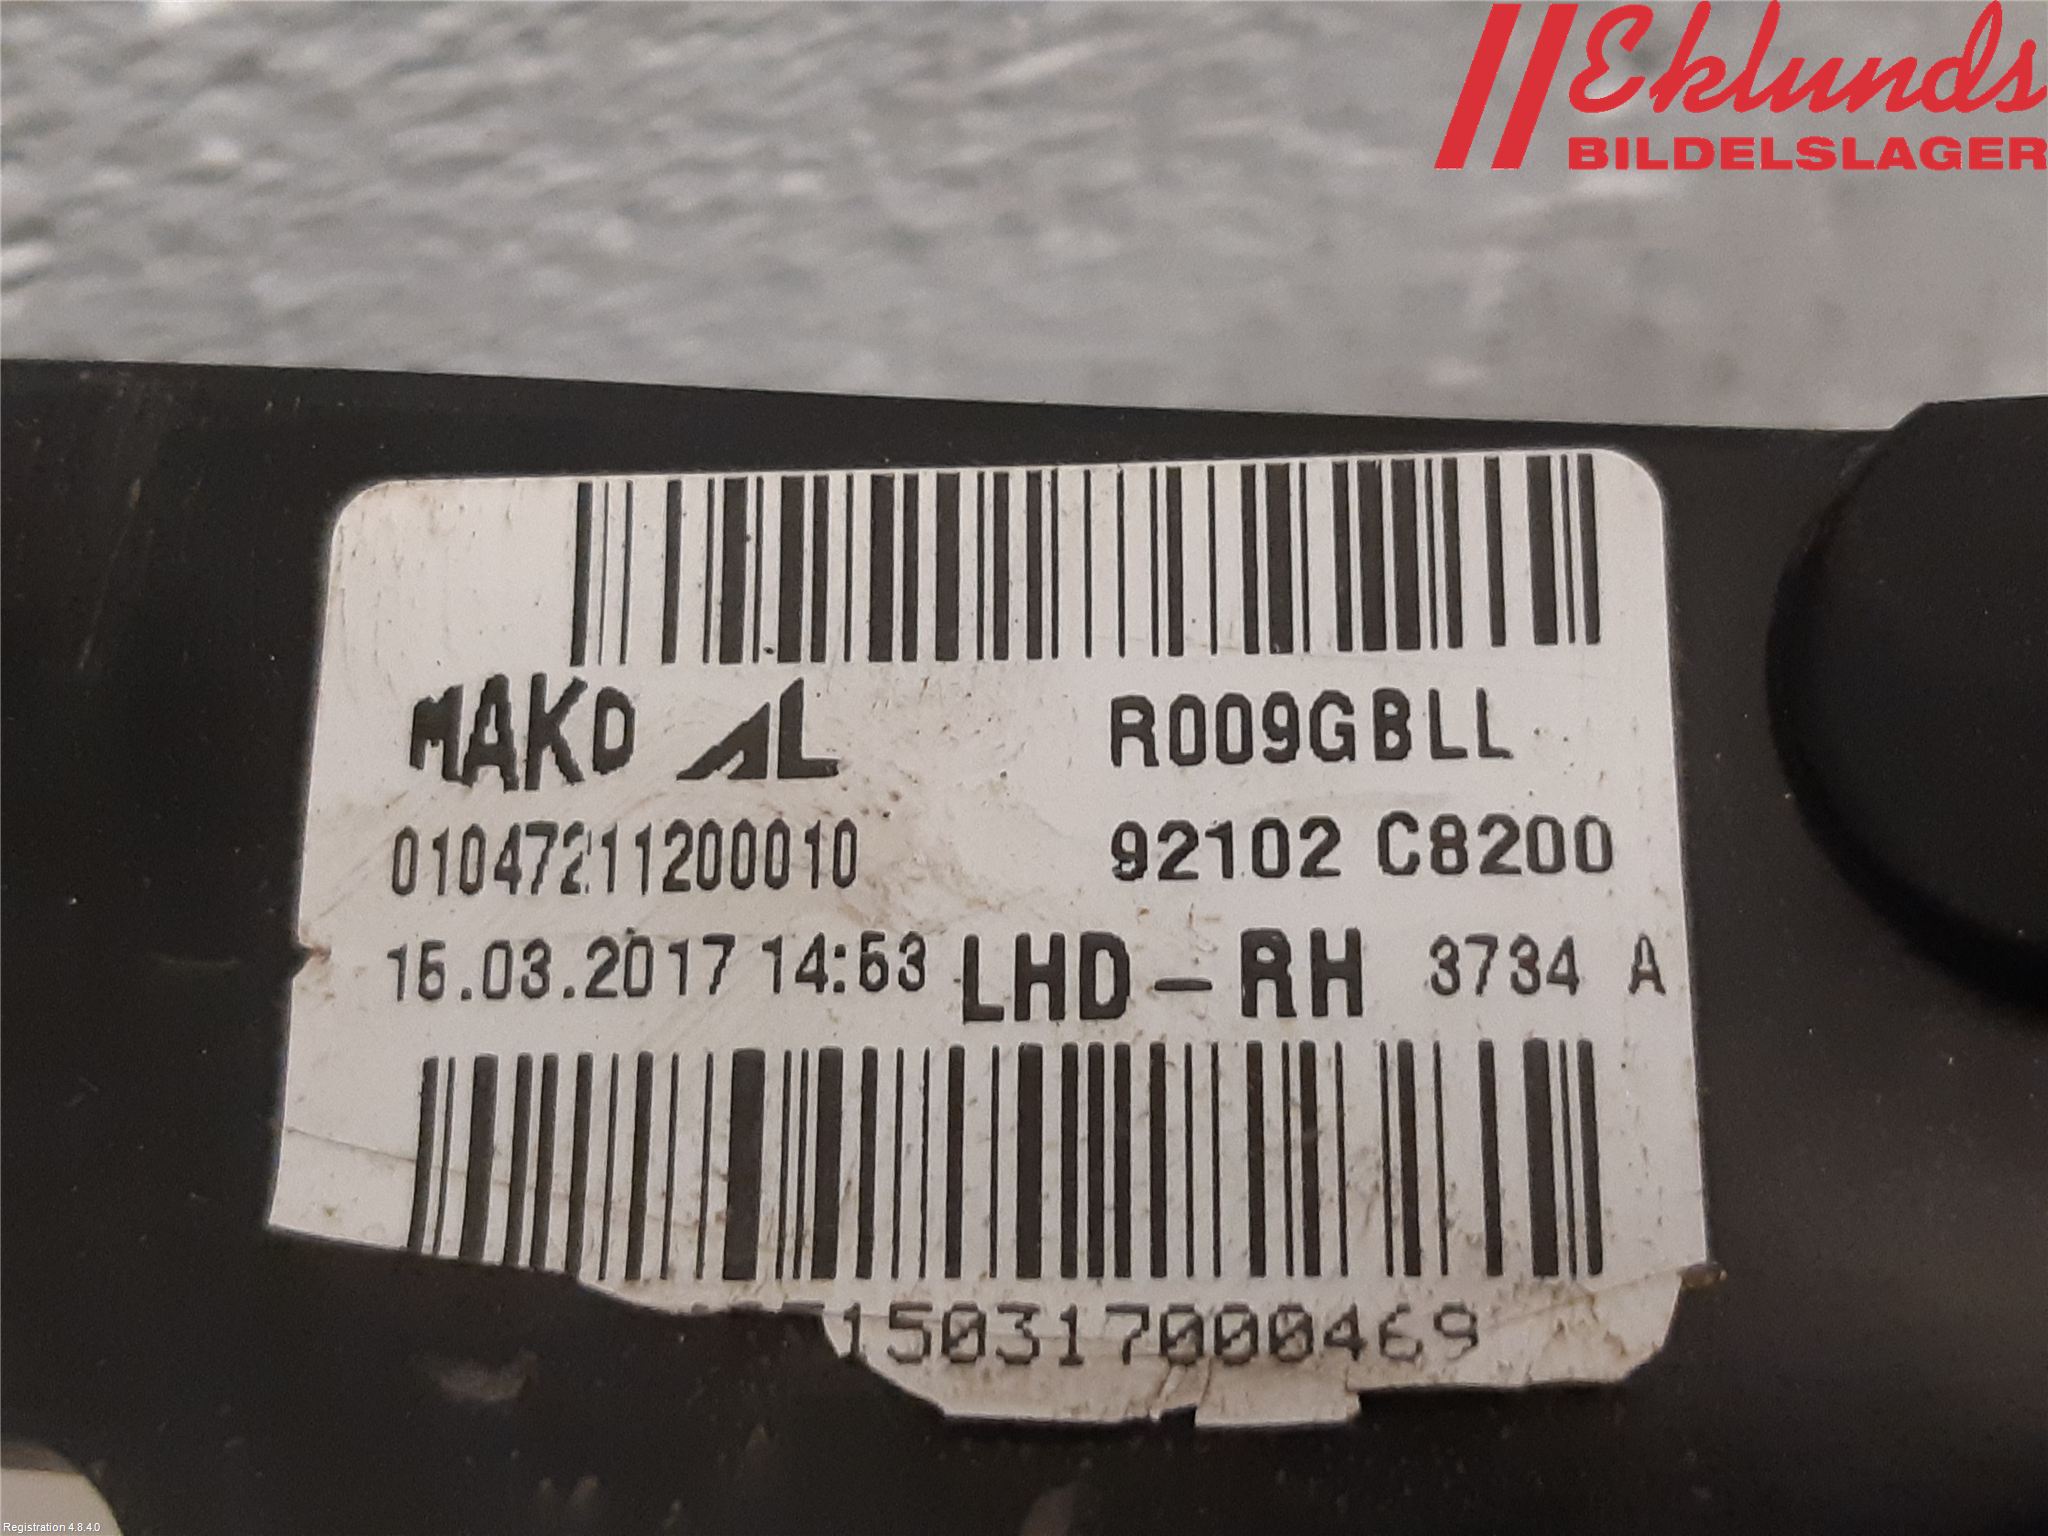 Eklunds
BILDELSLAGER
MAKO AL R009GBLL
01047211200010 92102 C8200
15.03.2017 14:53 LHD - RH 3734 A
150317000469
Registration 4.8.4.0